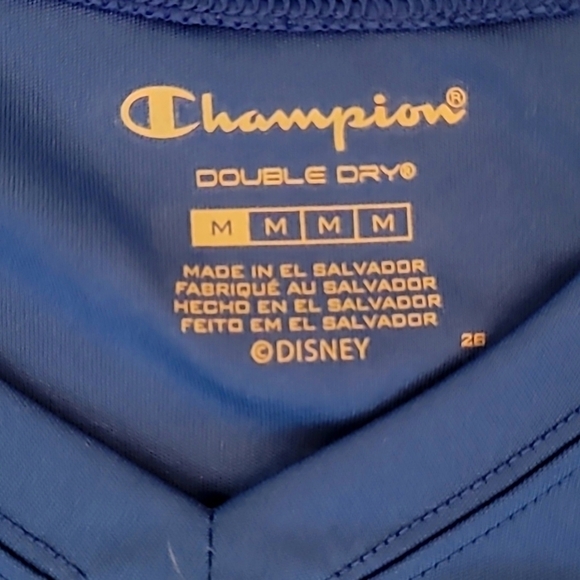 Champion®
DOUBLE DRY®
M M M M
MADE IN EL SALVADOR
FABRIQUÉ AU SALVADOR
HECHO EN EL SALVADOR
FEITO EM EL SALVADOR
©DISNEY